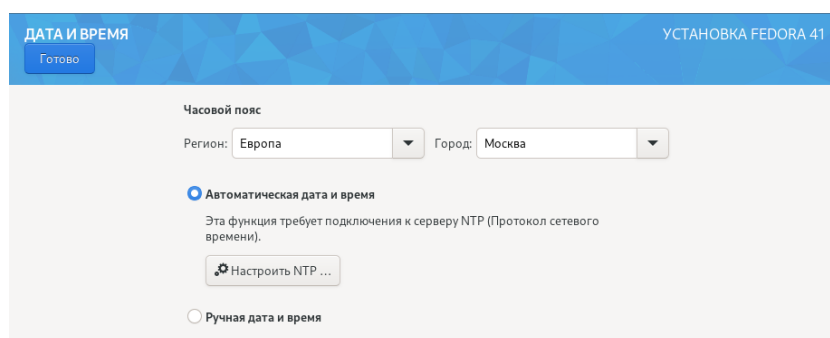 ДАТА И ВРЕМЯ
УСТАНОВКА FEDORA 41
Готово
Часовой пояс
Регион: Европа Город: Москва
Автоматическая дата и время
Эта функция требует подключения к серверу NTP (Протокол сетевого
времени).
Настроить NTP ...
Ручная дата и время